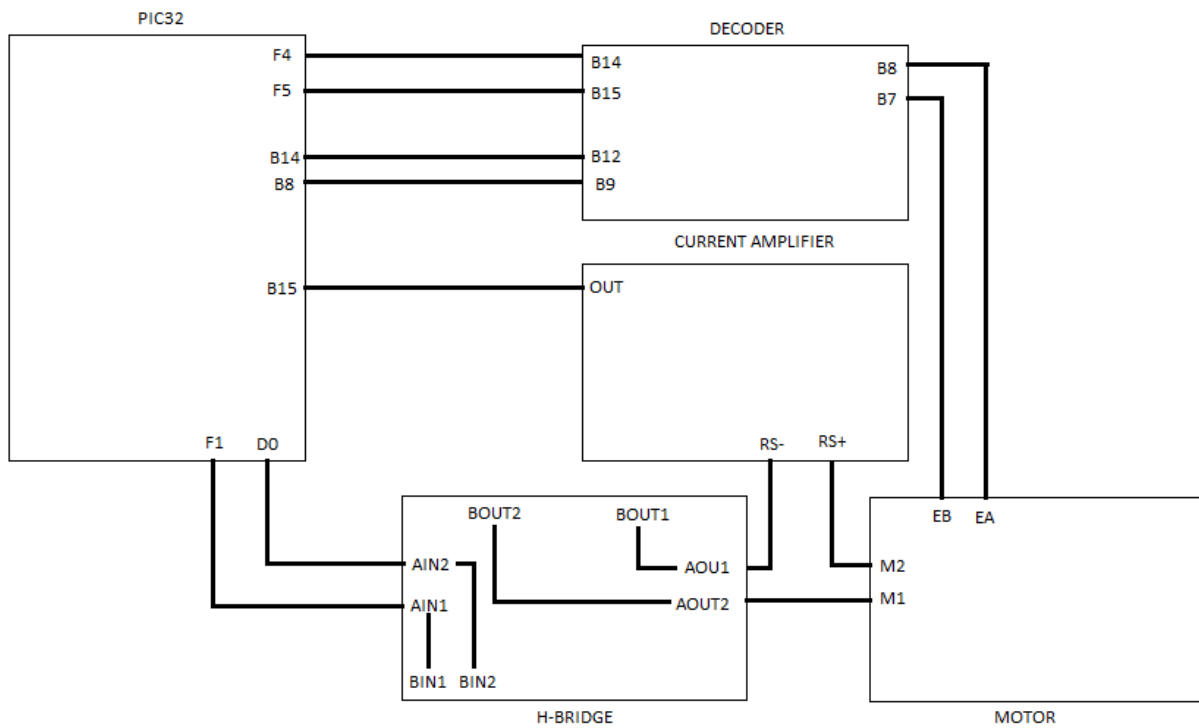 PIC32
DECODER
F4
B14
B8
F5
B15
B7
B14
B12
B8
B9
CURRENT AMPLIFIER
B15
OUT
F1
D0
RS-
RS+
BOUT2
BOUT1
EB
EA
AIN2
AOU1
M2
AIN1
AOUT2
M1
BIN1
BIN2
H-BRIDGE
MOTOR